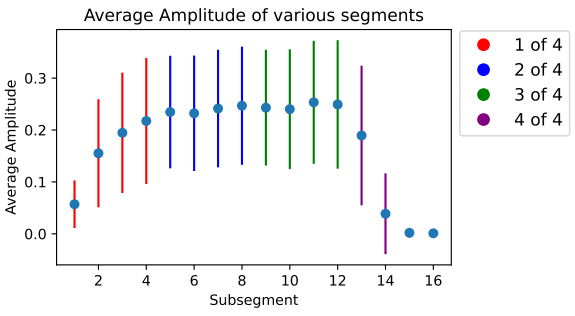 Average Amplitude of various segments
1 of 4
2 of 4
3 of 4
4 of 4
Average Amplitude
0.3
0.2
0.1
0.0
2 4 6 8 10 12 14 16
Subsegment